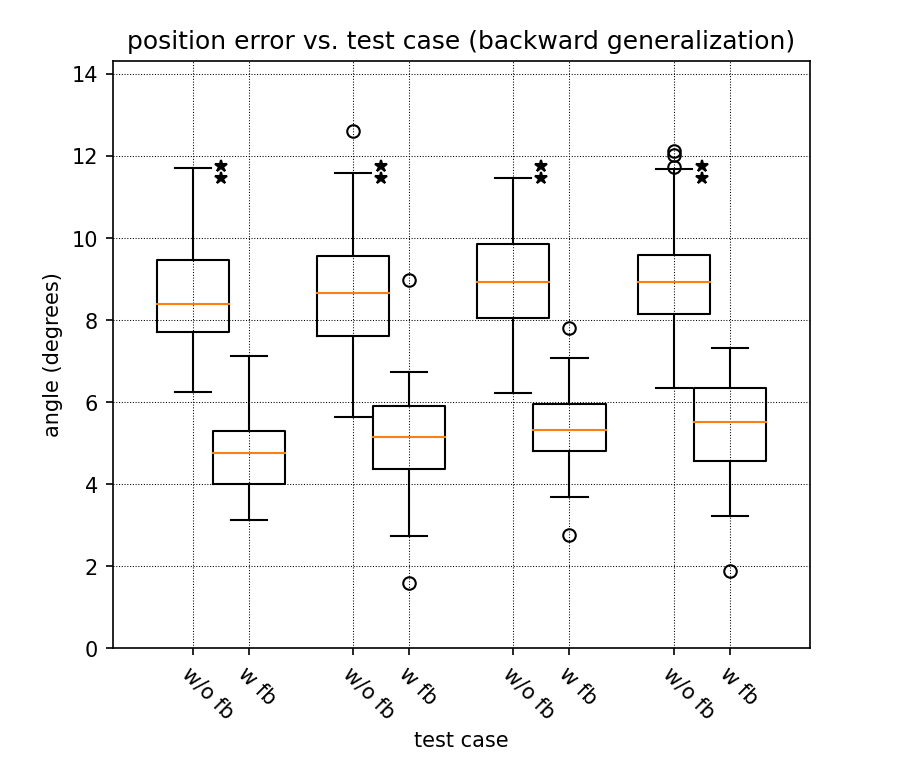 position error vs. test case (backward generalization)
14
12
10
8
6
4
2
0
angle (degrees)
w/o fb
w fb
w/o fb
w fb
w/o fb
w fb
w/o fb
w fb
test case